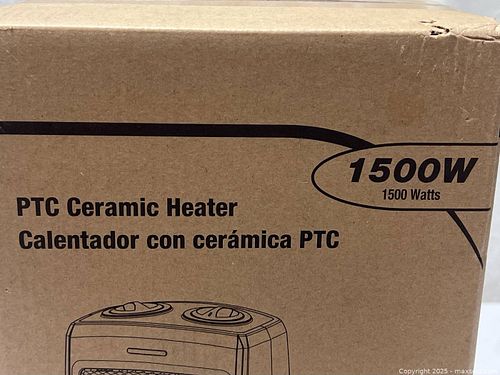 1500W
1500 Watts
PTC Ceramic Heater
Calentador con cerámica PTC